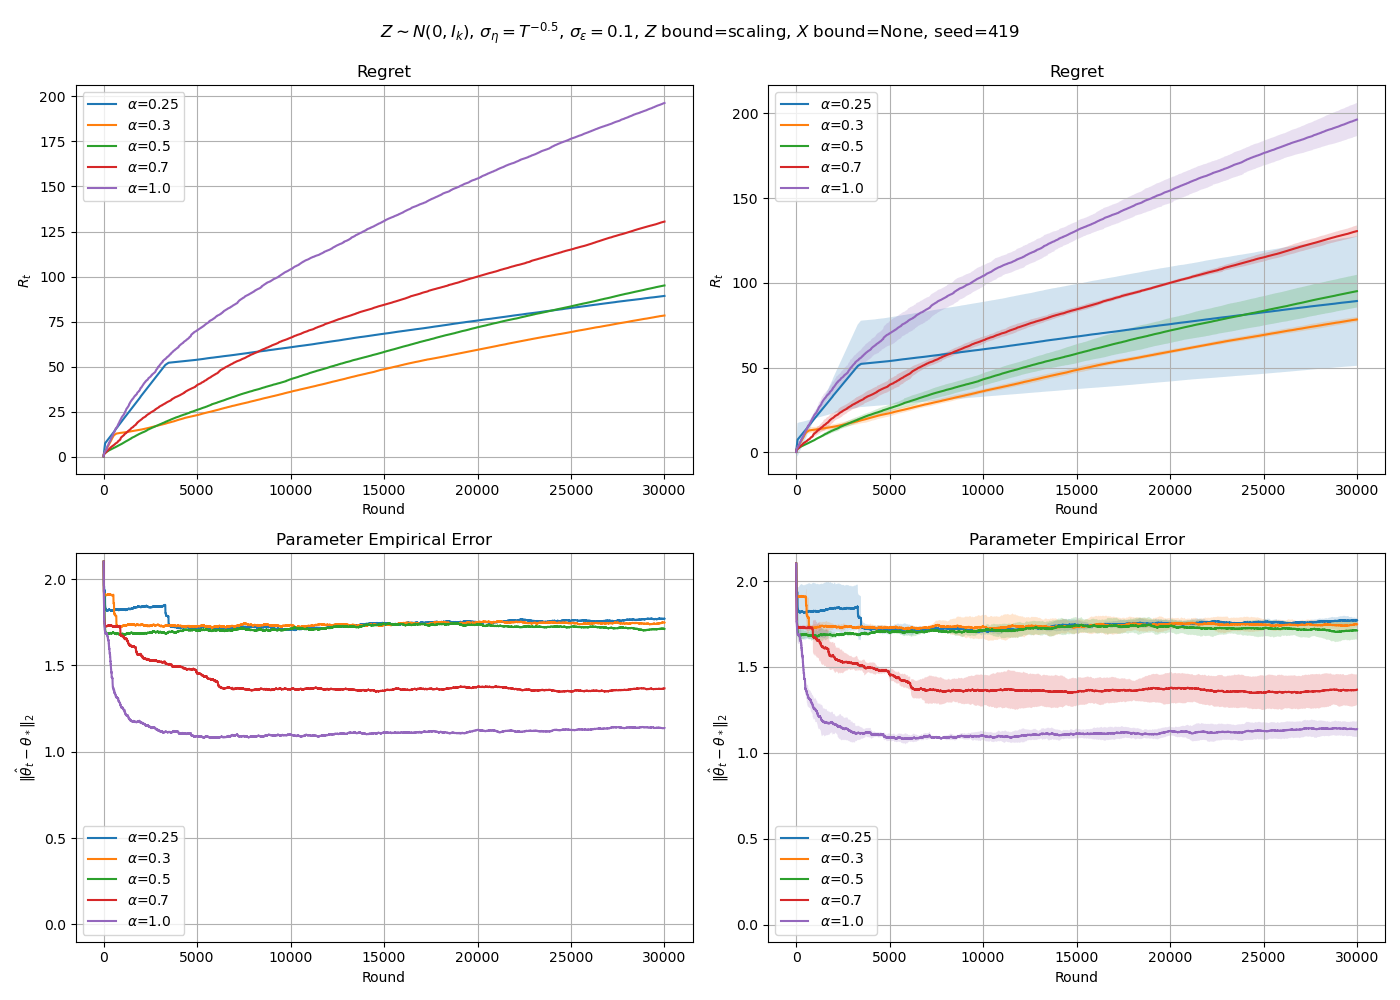 Z ∼ N(0, I_k), σ_η = T^{−0.5}, σ_ε = 0.1, Z bound=scaling, X bound=None, seed=419
Regret
R_t
200
175
150
125
100
75
50
25
0
α=0.25
α=0.3
α=0.5
α=0.7
α=1.0
0 5000 10000 15000 20000 25000 30000
Round
Regret
R_t
200
150
100
50
0
α=0.25
α=0.3
α=0.5
α=0.7
α=1.0
0 5000 10000 15000 20000 25000 30000
Round
Parameter Empirical Error
‖θ̂_t − θ_*‖_2
2.0
1.5
1.0
0.5
0.0
α=0.25
α=0.3
α=0.5
α=0.7
α=1.0
0 5000 10000 15000 20000 25000 30000
Round
Parameter Empirical Error
‖θ̂_t − θ_*‖_2
2.0
1.5
1.0
0.5
0.0
α=0.25
α=0.3
α=0.5
α=0.7
α=1.0
0 5000 10000 15000 20000 25000 30000
Round